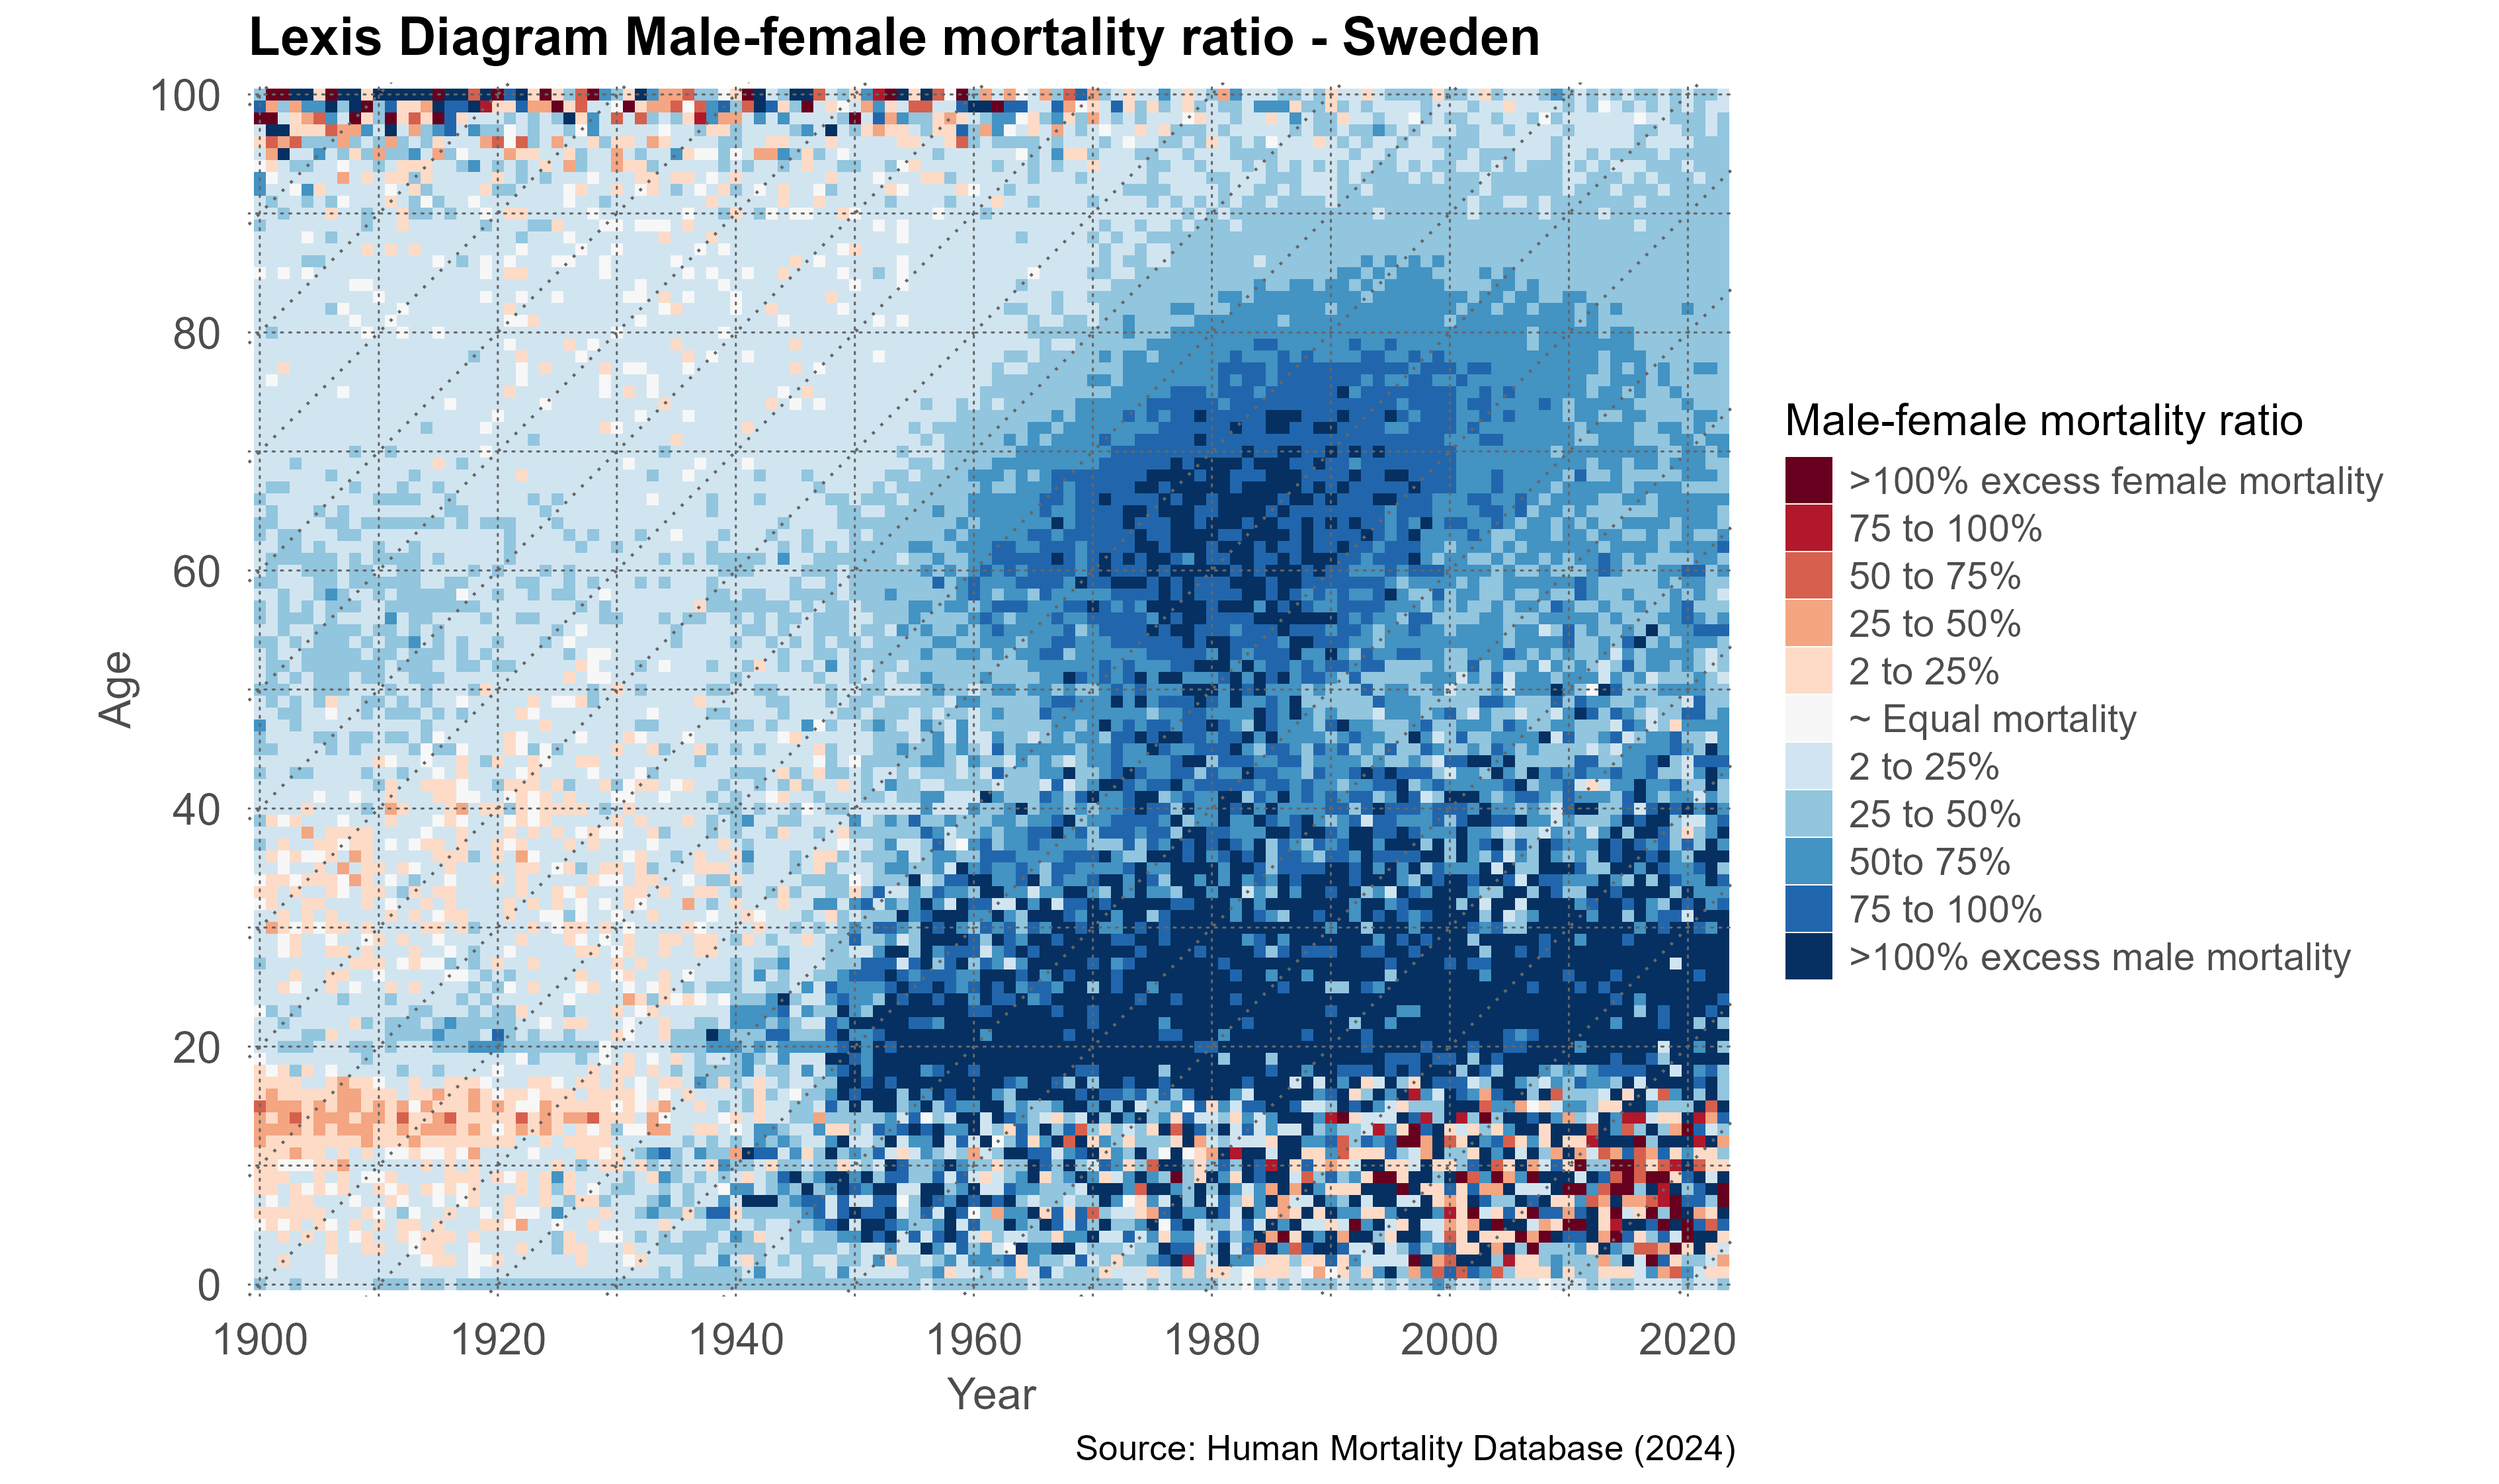 Lexis Diagram Male-female mortality ratio - Sweden
100
80
60
40
20
0
Age
1900 1920 1940 1960 1980 2000 2020
Year
Male-female mortality ratio
>100% excess female mortality
75 to 100%
50 to 75%
25 to 50%
2 to 25%
~ Equal mortality
2 to 25%
25 to 50%
50to 75%
75 to 100%
>100% excess male mortality
Source: Human Mortality Database (2024)